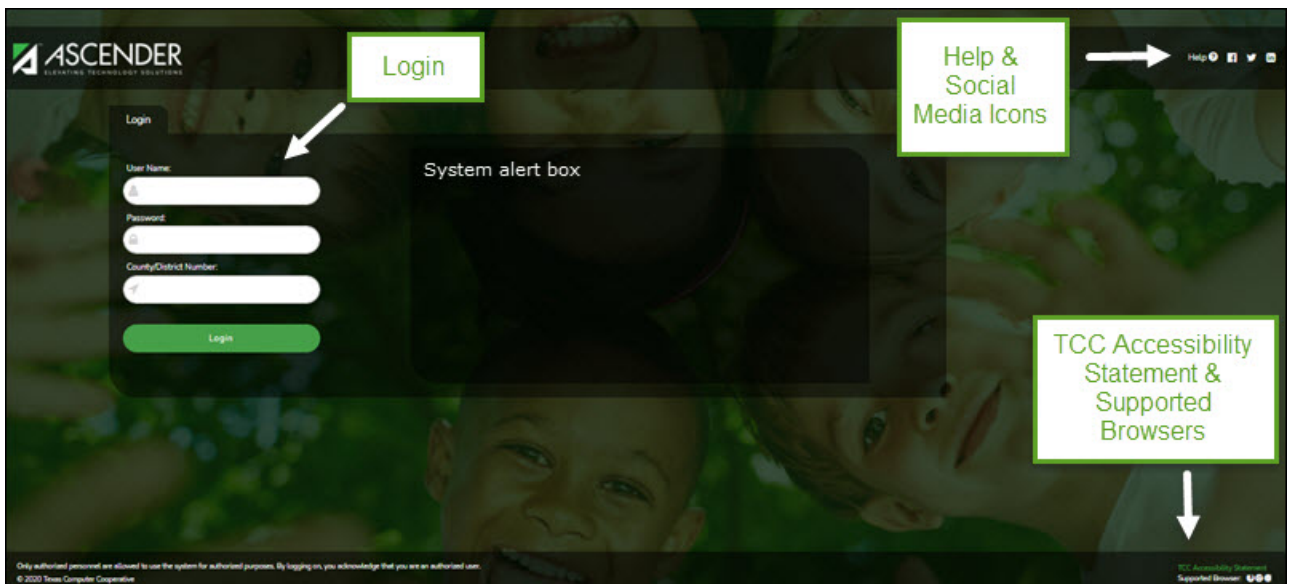 ASCENDER
ELEVATING TECHNOLOGY SOLUTIONS
Login
Help &
Social
Media Icons
Help
Login
User Name:
Password:
County/District Number:
Login
System alert box
TCC Accessibility
Statement &
Supported
Browsers
Only authorized personnel are allowed to use the system for authorized purposes. By logging on, you acknowledge that you are an authorized user.
© 2020 Texas Computer Cooperative
TCC Accessibility Statement
Supported Browser: